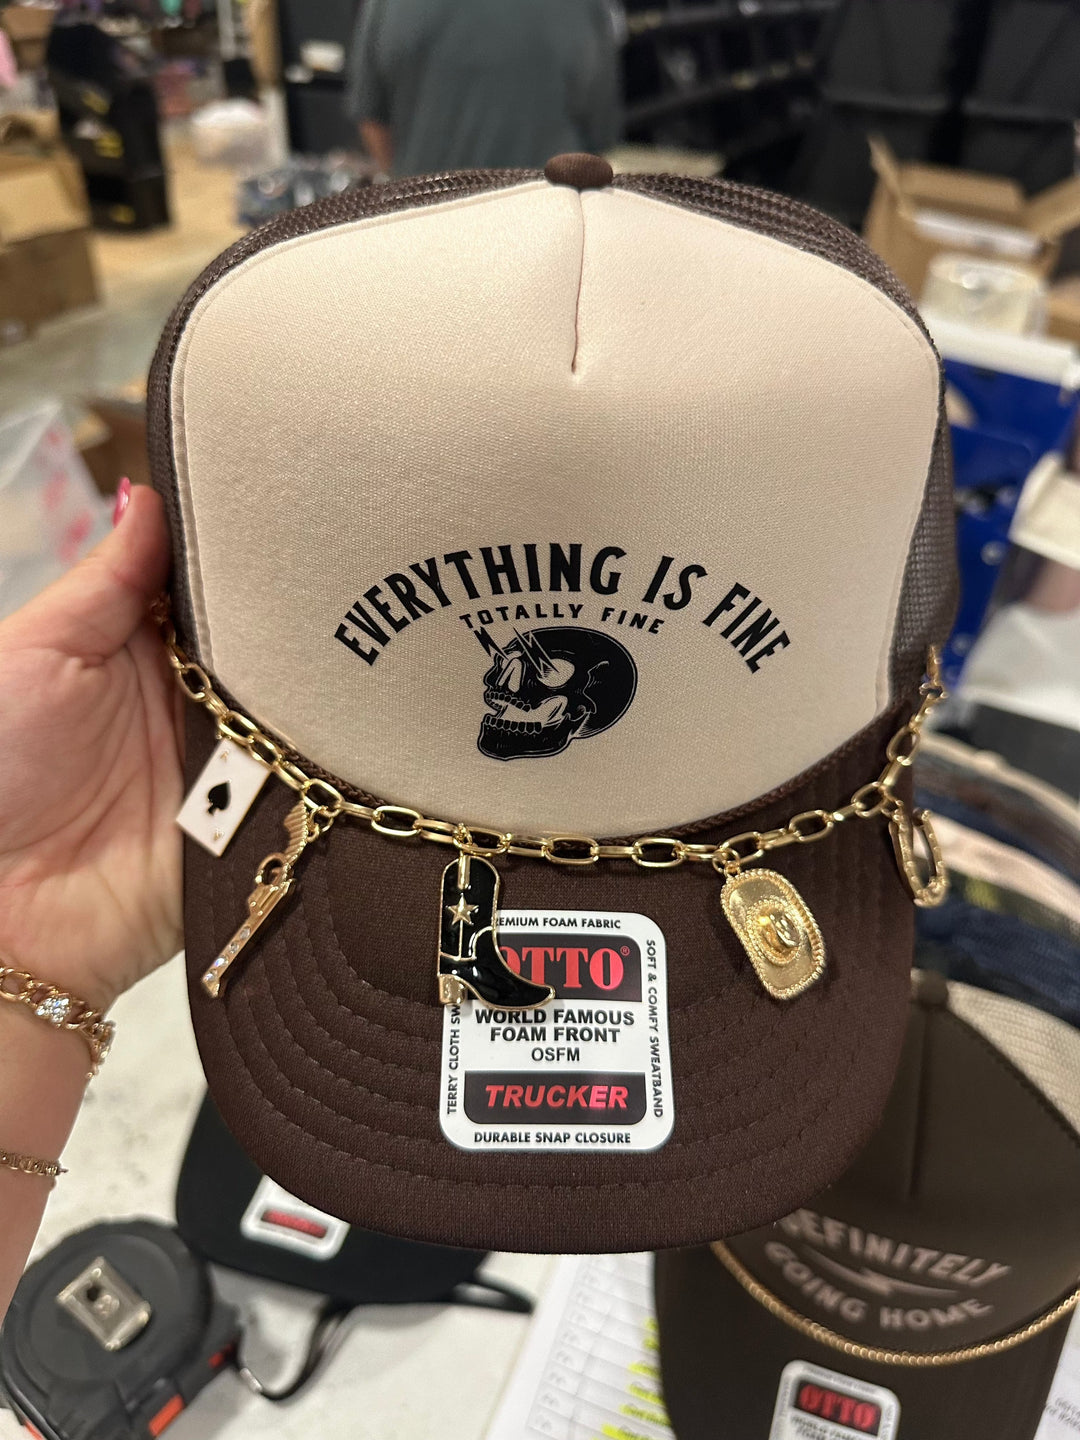 EVERYTHING IS FINE
TOTALLY FINE
PREMIUM FOAM FABRIC
OTTO®
WORLD FAMOUS
FOAM FRONT
OSFM
TRUCKER
DURABLE SNAP CLOSURE
TERRY CLOTH
SOFT & COMFY SWEATBAND
DEFINITELY
GOING HOME
OTTO